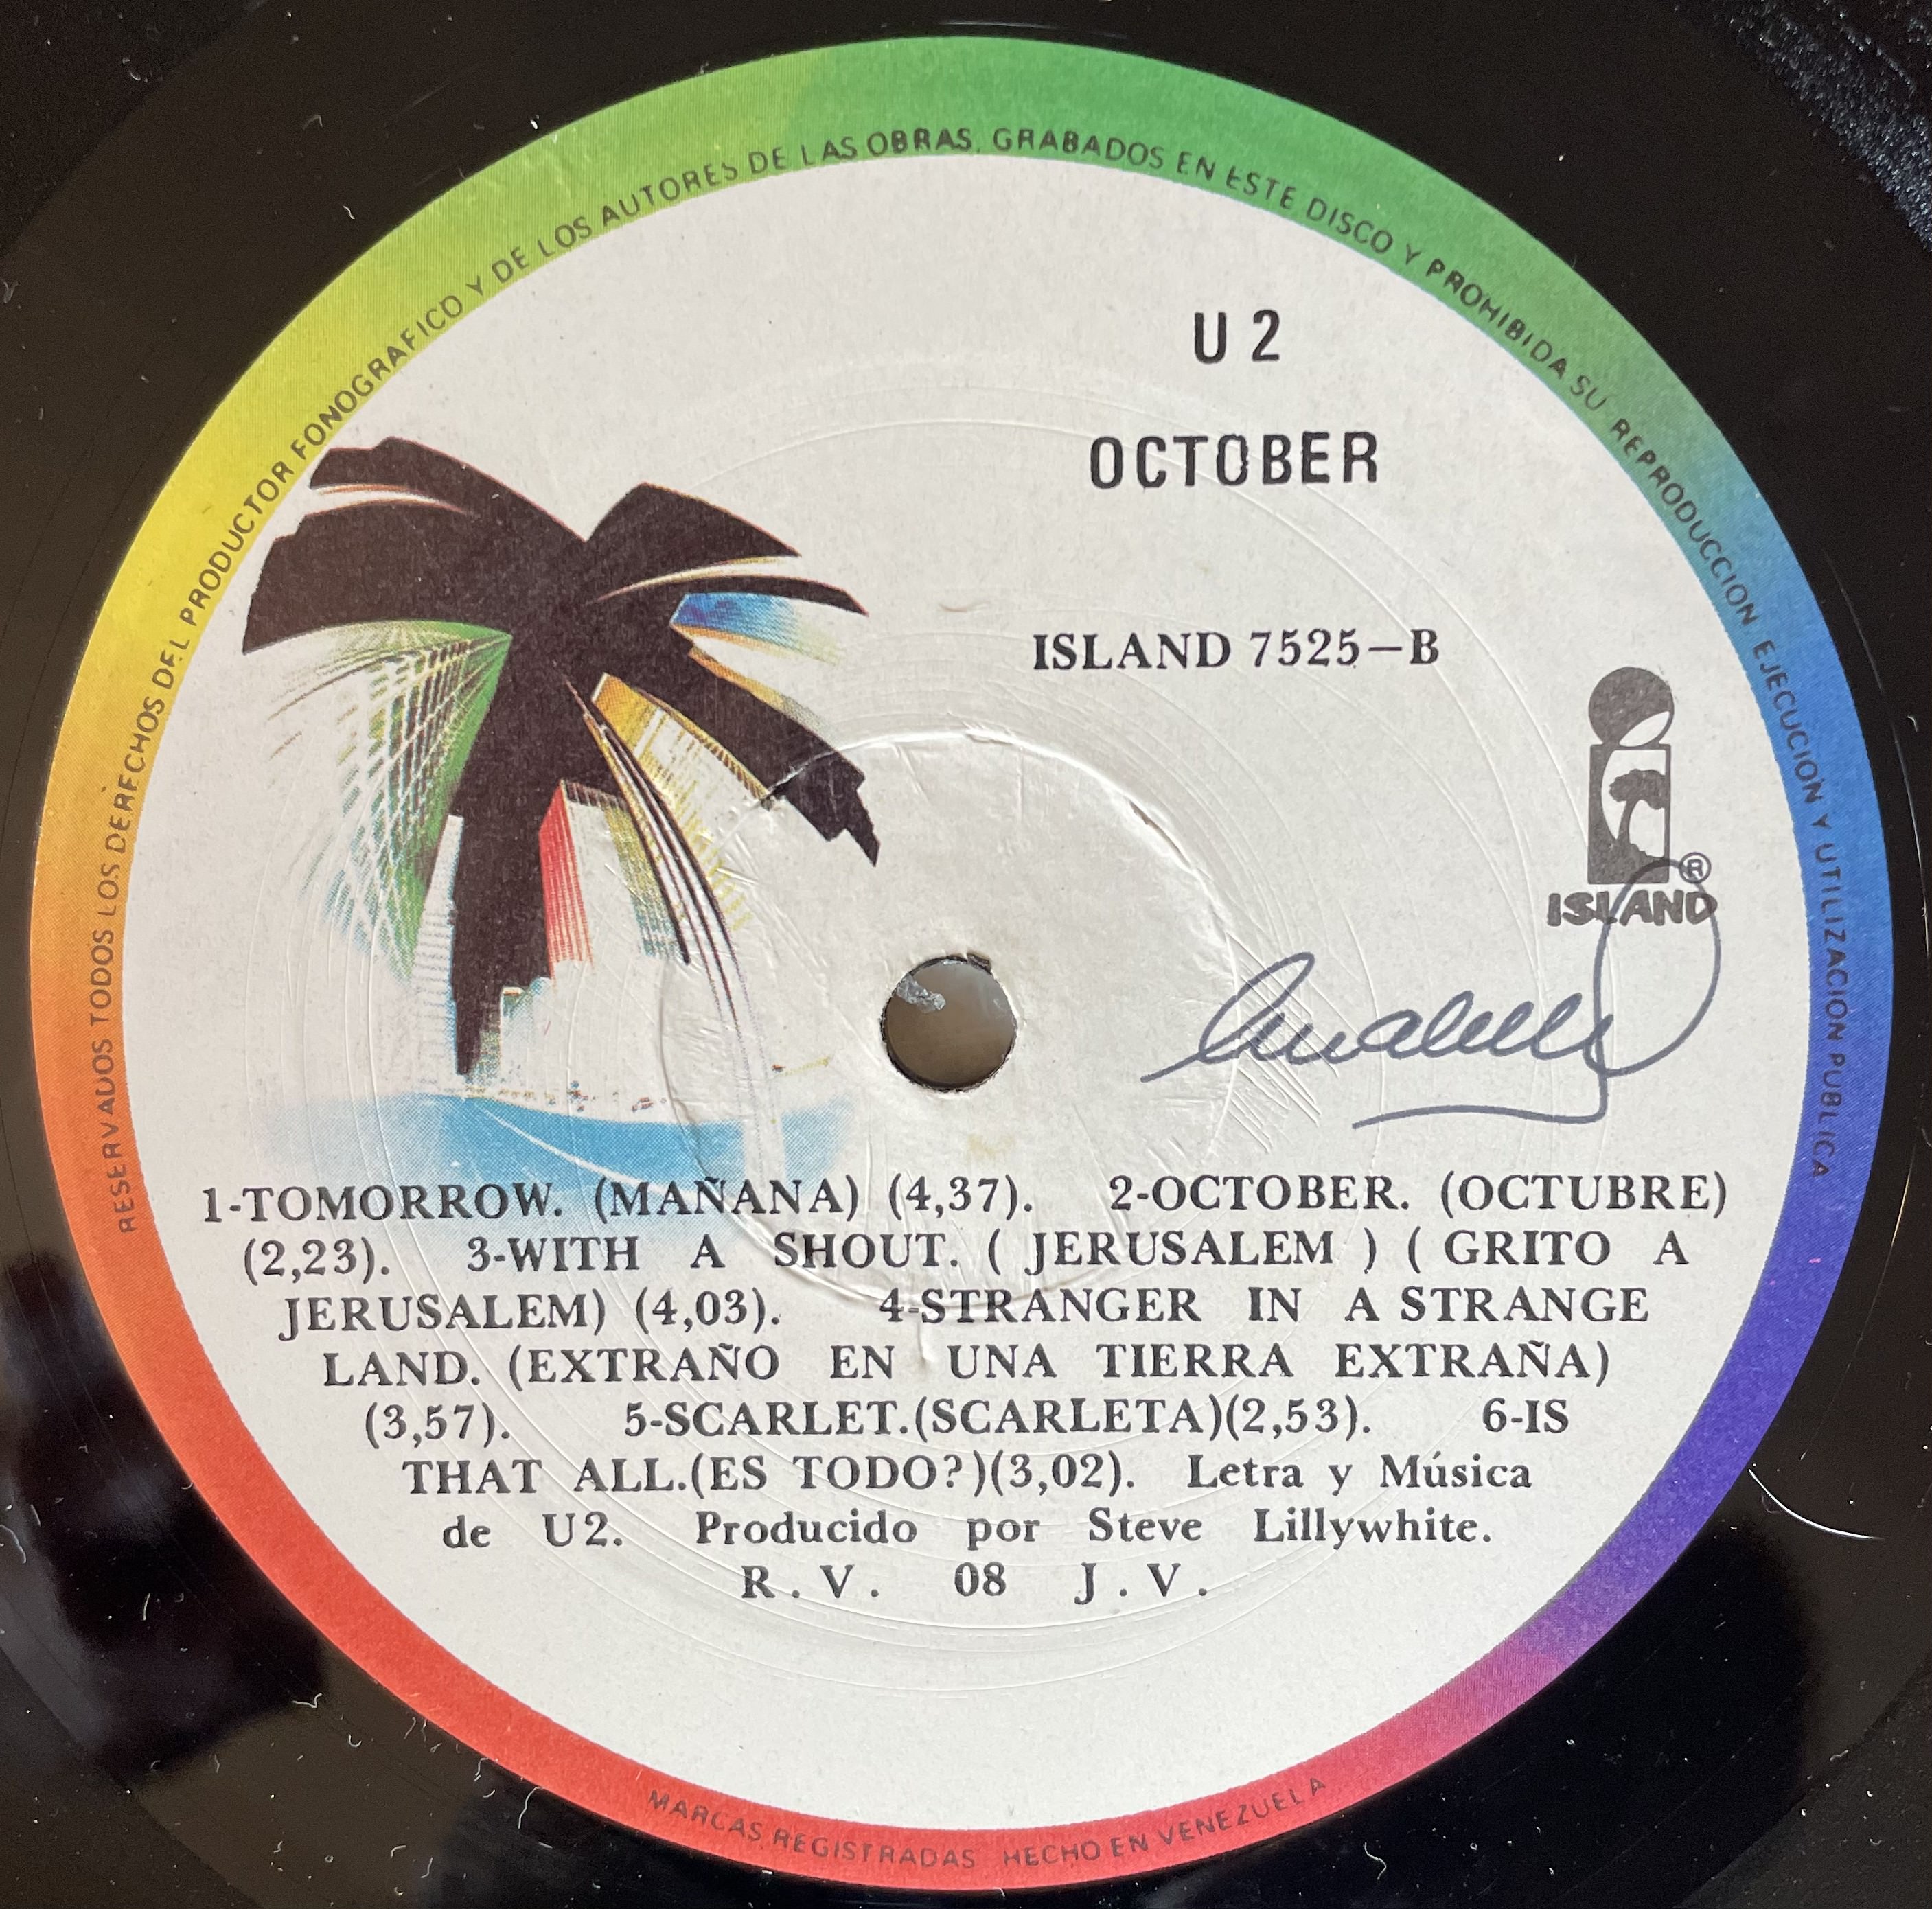 RESERVADOS TODOS LOS DERECHOS DEL PRODUCTOR FONOGRAFICO Y DE LOS AUTORES DE LAS OBRAS. GRABADOS EN ESTE DISCO Y PROHIBIDA SU REPRODUCCION EJECUCION Y UTILIZACION PUBLICA
U 2
OCTOBER
ISLAND 7525-B
®
ISLAND
1-TOMORROW. (MAÑANA) (4,37). 2-OCTOBER. (OCTUBRE)
(2,23). 3-WITH A SHOUT. ( JERUSALEM ) ( GRITO A
JERUSALEM) (4,03). 4-STRANGER IN A STRANGE
LAND. (EXTRAÑO EN UNA TIERRA EXTRAÑA)
(3,57). 5-SCARLET.(SCARLETA)(2,53). 6-IS
THAT ALL.(ES TODO?)(3,02). Letra y Música
de U2. Producido por Steve Lillywhite.
R.V. 08 J.V.
MARCAS REGISTRADAS HECHO EN VENEZUELA